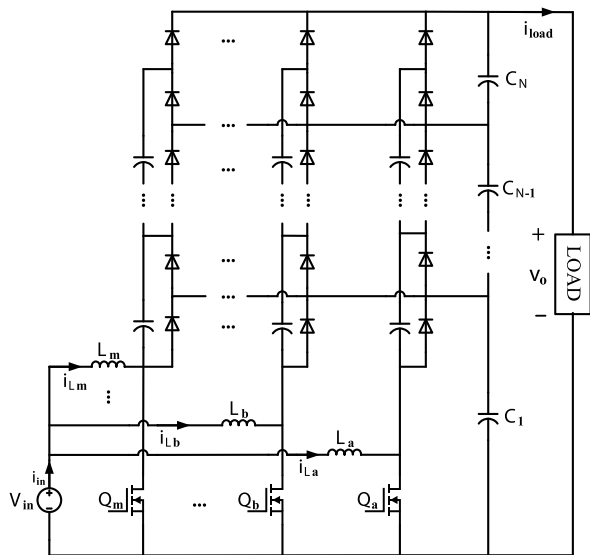 i_load
C_N
C_N-1
+
LOAD
v_o
−
L_m
i_Lm
L_b
L_a
C_1
i_Lb
i_La
i_in
V_in
+
−
Q_m
Q_b
Q_a